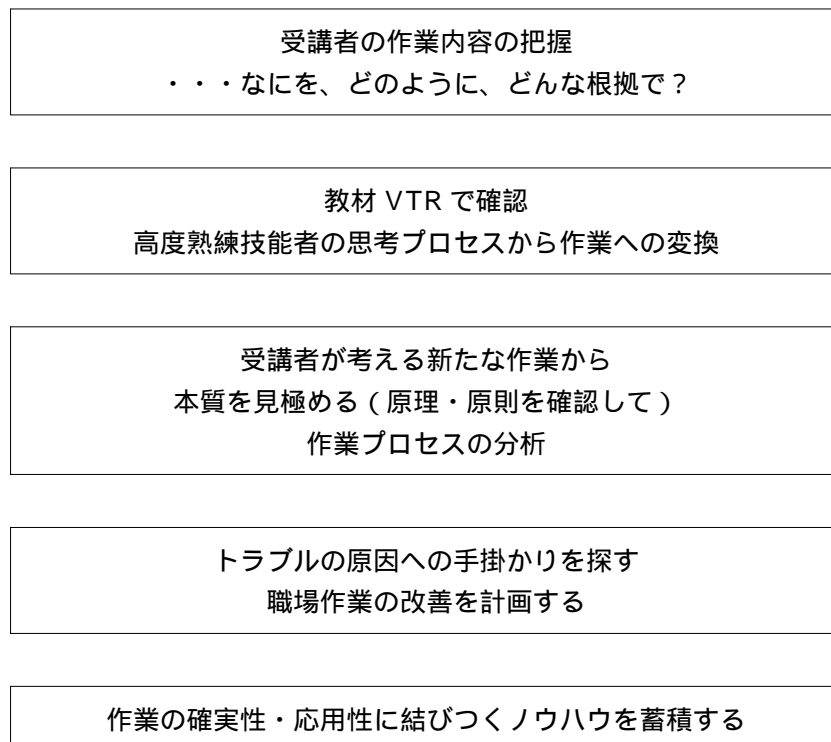 受講者の作業内容の把握
・・・なにを、どのように、どんな根拠で？
教材 VTR で確認
高度熟練技能者の思考プロセスから作業への変換
受講者が考える新たな作業から
本質を見極める（原理・原則を確認して）
作業プロセスの分析
トラブルの原因への手掛かりを探す
職場作業の改善を計画する
作業の確実性・応用性に結びつくノウハウを蓄積する